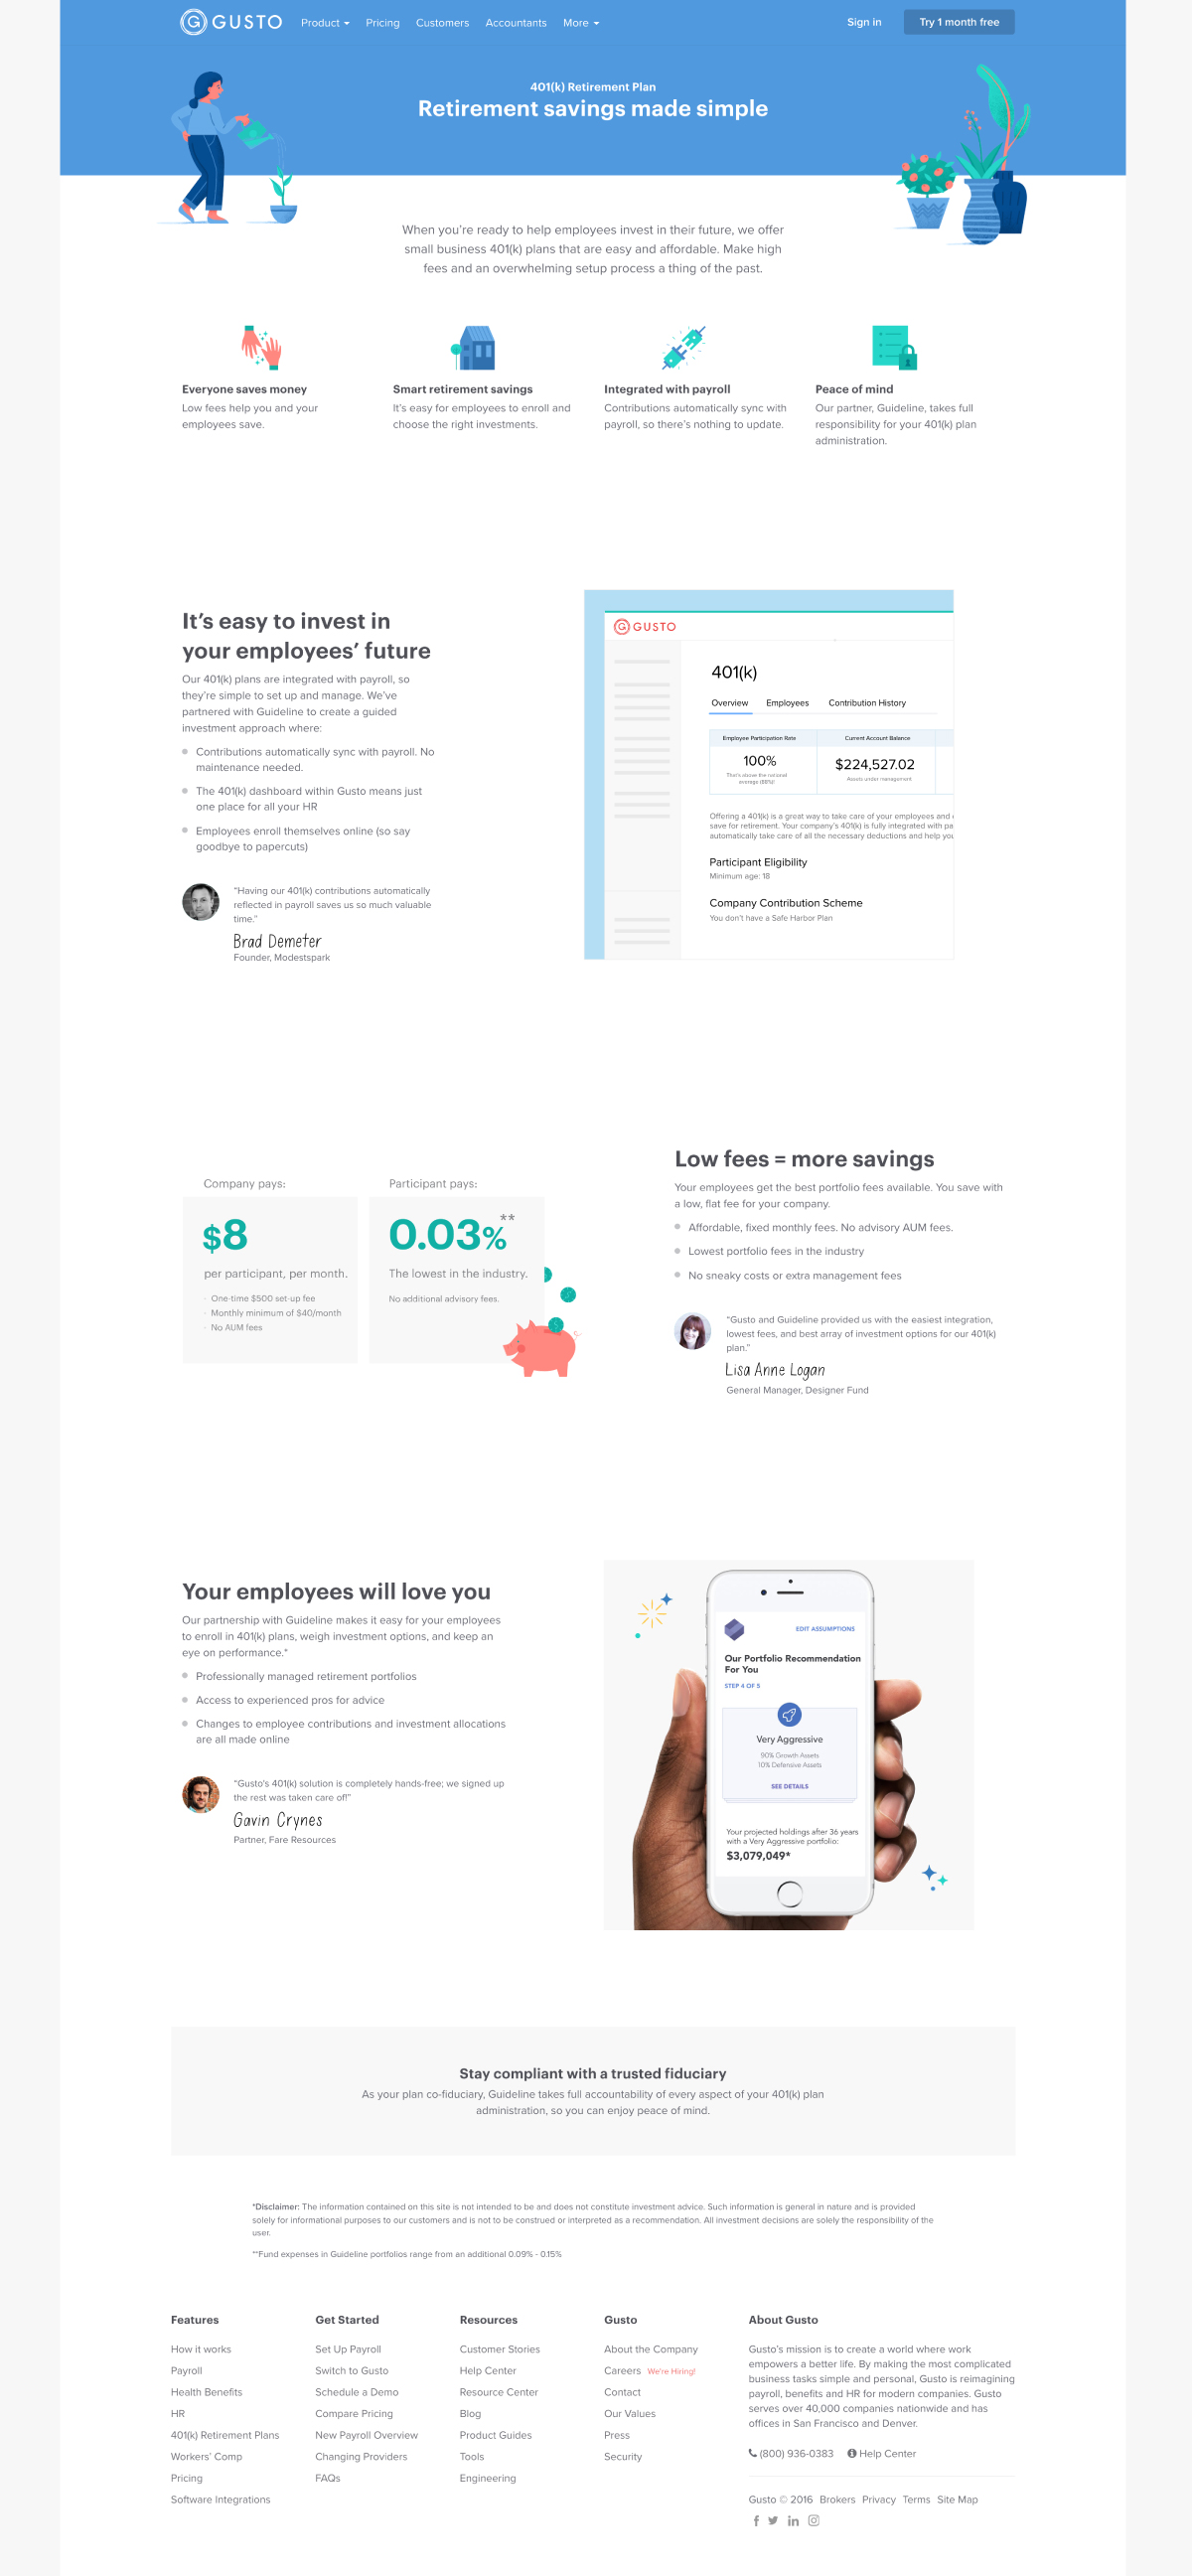 GUSTO
Product
Pricing
Customers
Accountants
More
Sign in
Try 1 month free
401(k) Retirement Plan
Retirement savings made simple
When you're ready to help employees invest in their future, we offer
small business 401(k) plans that are easy and affordable. Make high
fees and an overwhelming setup process a thing of the past.
Everyone saves money
Low fees help you and your
employees save.
Smart retirement savings
It's easy for employees to enroll and
choose the right investments.
Integrated with payroll
Contributions automatically sync with
payroll, so there's nothing to update.
Peace of mind
Our partner, Guideline, takes full
responsibility for your 401(k) plan
administration.
It's easy to invest in
your employees' future
Our 401(k) plans are integrated with payroll, so
they're simple to set up and manage. We've
partnered with Guideline to create a guided
investment approach where:
Contributions automatically sync with payroll. No
maintenance needed.
The 401(k) dashboard within Gusto means just
one place for all your HR
Employees enroll themselves online (so say
goodbye to papercuts)
"Having our 401(k) contributions automatically
reflected in payroll saves us so much valuable
time."
Brad Demeter
Founder, Modestspark
GUSTO
401(k)
Overview
Employees
Contribution History
Employee Participation Rate
100%
That's above the national
average (88%)!
Current Account Balance
$224,527.02
Assets under management
Offering a 401(k) is a great way to take care of your employees and
save for retirement. Your company's 401(k) is fully integrated with pa
automatically take care of all the necessary deductions and help you
Participant Eligibility
Minimum age: 18
Company Contribution Scheme
You don't have a Safe Harbor Plan
Company pays:
$8
per participant, per month.
· One-time $500 set-up fee
· Monthly minimum of $40/month
· No AUM fees
Participant pays:
0.03%**
The lowest in the industry.
No additional advisory fees.
Low fees = more savings
Your employees get the best portfolio fees available. You save with
a low, flat fee for your company.
Affordable, fixed monthly fees. No advisory AUM fees.
Lowest portfolio fees in the industry
No sneaky costs or extra management fees
"Gusto and Guideline provided us with the easiest integration,
lowest fees, and best array of investment options for our 401(k)
plan."
Lisa Anne Logan
General Manager, Designer Fund
Your employees will love you
Our partnership with Guideline makes it easy for your employees
to enroll in 401(k) plans, weigh investment options, and keep an
eye on performance.*
Professionally managed retirement portfolios
Access to experienced pros for advice
Changes to employee contributions and investment allocations
are all made online
"Gusto's 401(k) solution is completely hands-free; we signed up
the rest was taken care of!"
Gavin Crynes
Partner, Fare Resources
EDIT ASSUMPTIONS
Our Portfolio Recommendation
For You
STEP 4 OF 5
Very Aggressive
90% Growth Assets
10% Defensive Assets
SEE DETAILS
Your projected holdings after 36 years
with a Very Aggressive portfolio:
$3,079,049*
Stay compliant with a trusted fiduciary
As your plan co-fiduciary, Guideline takes full accountability of every aspect of your 401(k) plan
administration, so you can enjoy peace of mind.
*Disclaimer: The information contained on this site is not intended to be and does not constitute investment advice. Such information is general in nature and is provided
solely for informational purposes to our customers and is not to be construed or interpreted as a recommendation. All investment decisions are solely the responsibility of the
user.
**Fund expenses in Guideline portfolios range from an additional 0.09% - 0.15%
Features
How it works
Payroll
Health Benefits
HR
401(k) Retirement Plans
Workers' Comp
Pricing
Software Integrations
Get Started
Set Up Payroll
Switch to Gusto
Schedule a Demo
Compare Pricing
New Payroll Overview
Changing Providers
FAQs
Resources
Customer Stories
Help Center
Resource Center
Blog
Product Guides
Tools
Engineering
Gusto
About the Company
Careers We're Hiring!
Contact
Our Values
Press
Security
About Gusto
Gusto's mission is to create a world where work
empowers a better life. By making the most complicated
business tasks simple and personal, Gusto is reimagining
payroll, benefits and HR for modern companies. Gusto
serves over 40,000 companies nationwide and has
offices in San Francisco and Denver.
(800) 936-0383 Help Center
Gusto © 2016 Brokers Privacy Terms Site Map